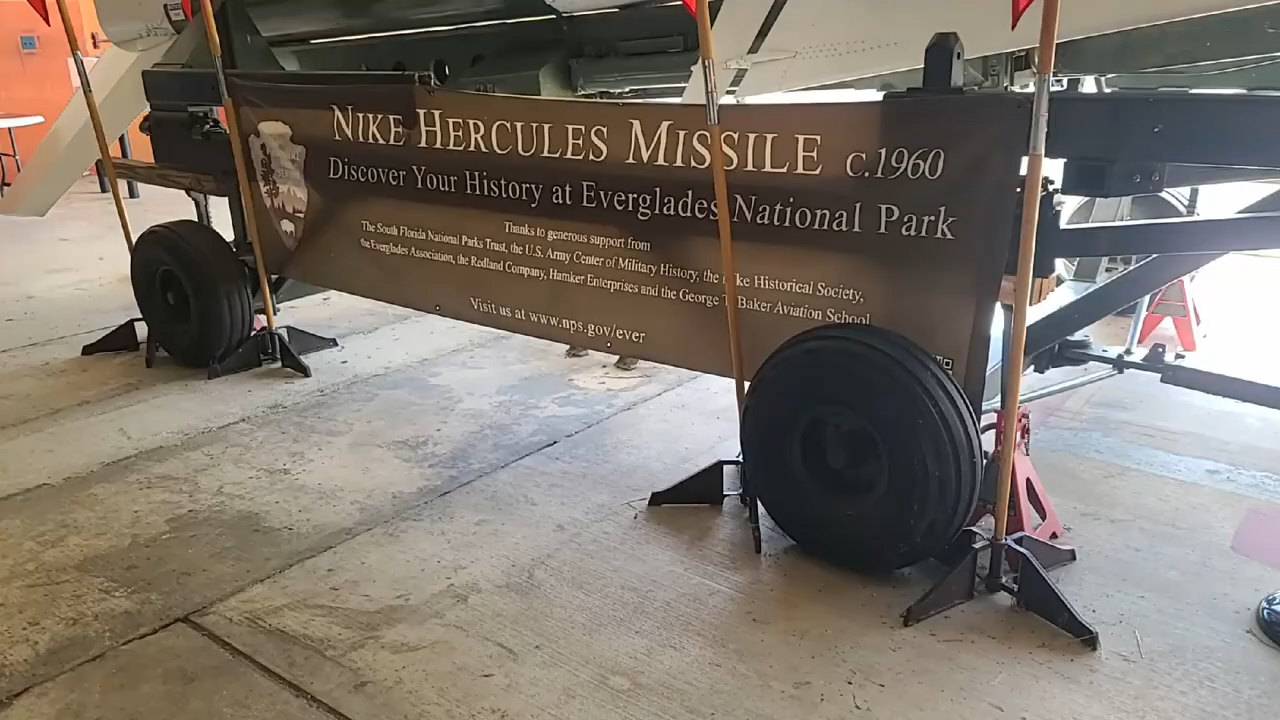 NIKE HERCULES MISSILE C.1960
Discover Your History at Everglades National Park
Thanks to generous support from
The South Florida National Parks Trust, the U.S. Army Center of Military History, the ke Historical Society,
the Everglades Association, the Redland Company, Hamker Enterprises and the George T Baker Aviation School
Visit us at www.nps.gov/ever